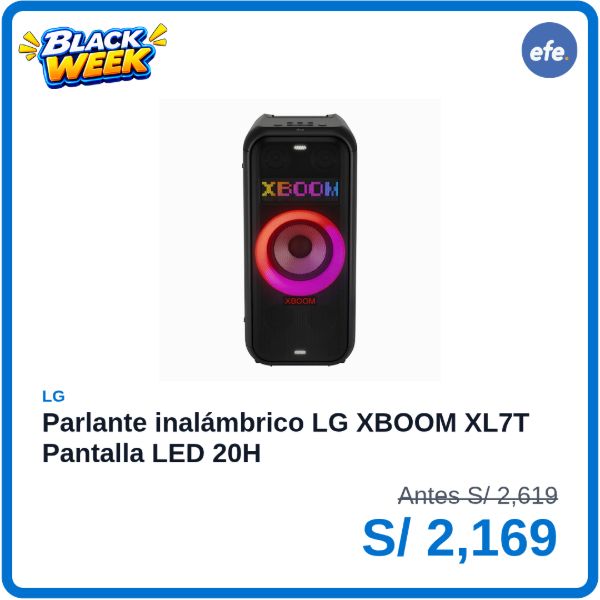 BLACK
WEEK
efe.
XBOOM
XBOOM
LG
Parlante inalámbrico LG XBOOM XL7T
Pantalla LED 20H
Antes S/ 2,619
S/ 2,169